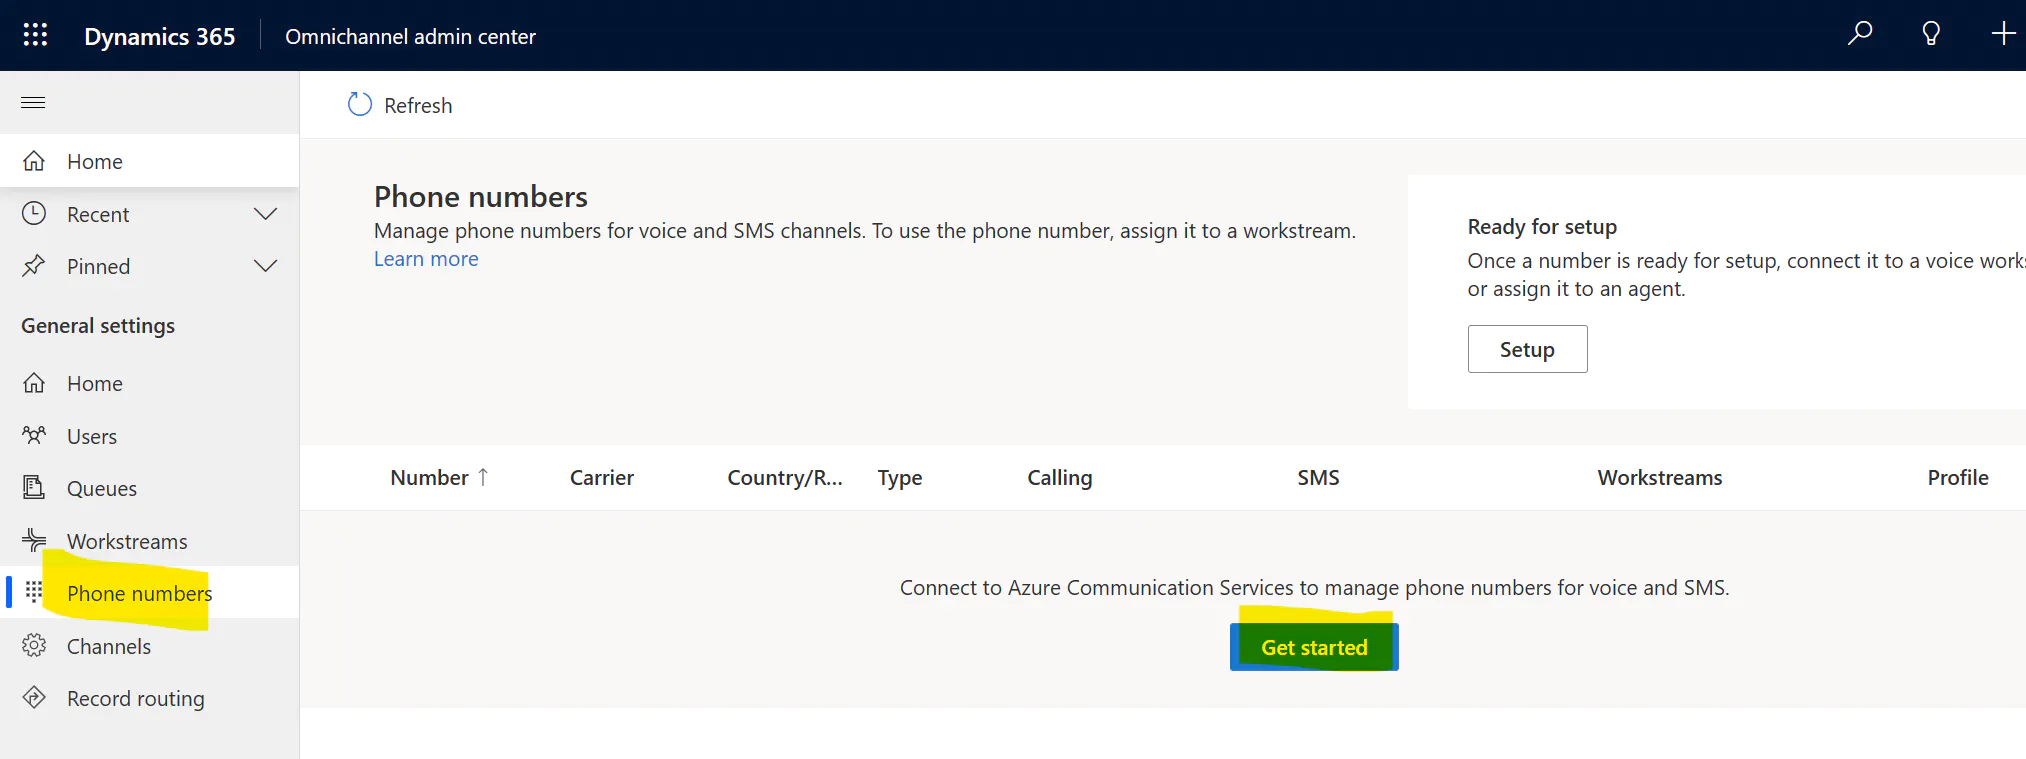 Dynamics 365
Omnichannel admin center
Refresh
Home
Recent
Pinned
General settings
Home
Users
Queues
Workstreams
Phone numbers
Channels
Record routing
Phone numbers
Manage phone numbers for voice and SMS channels. To use the phone number, assign it to a workstream.
Learn more
Ready for setup
Once a number is ready for setup, connect it to a voice works
or assign it to an agent.
Setup
Number ↑ Carrier Country/R... Type Calling SMS Workstreams Profile
Connect to Azure Communication Services to manage phone numbers for voice and SMS.
Get started